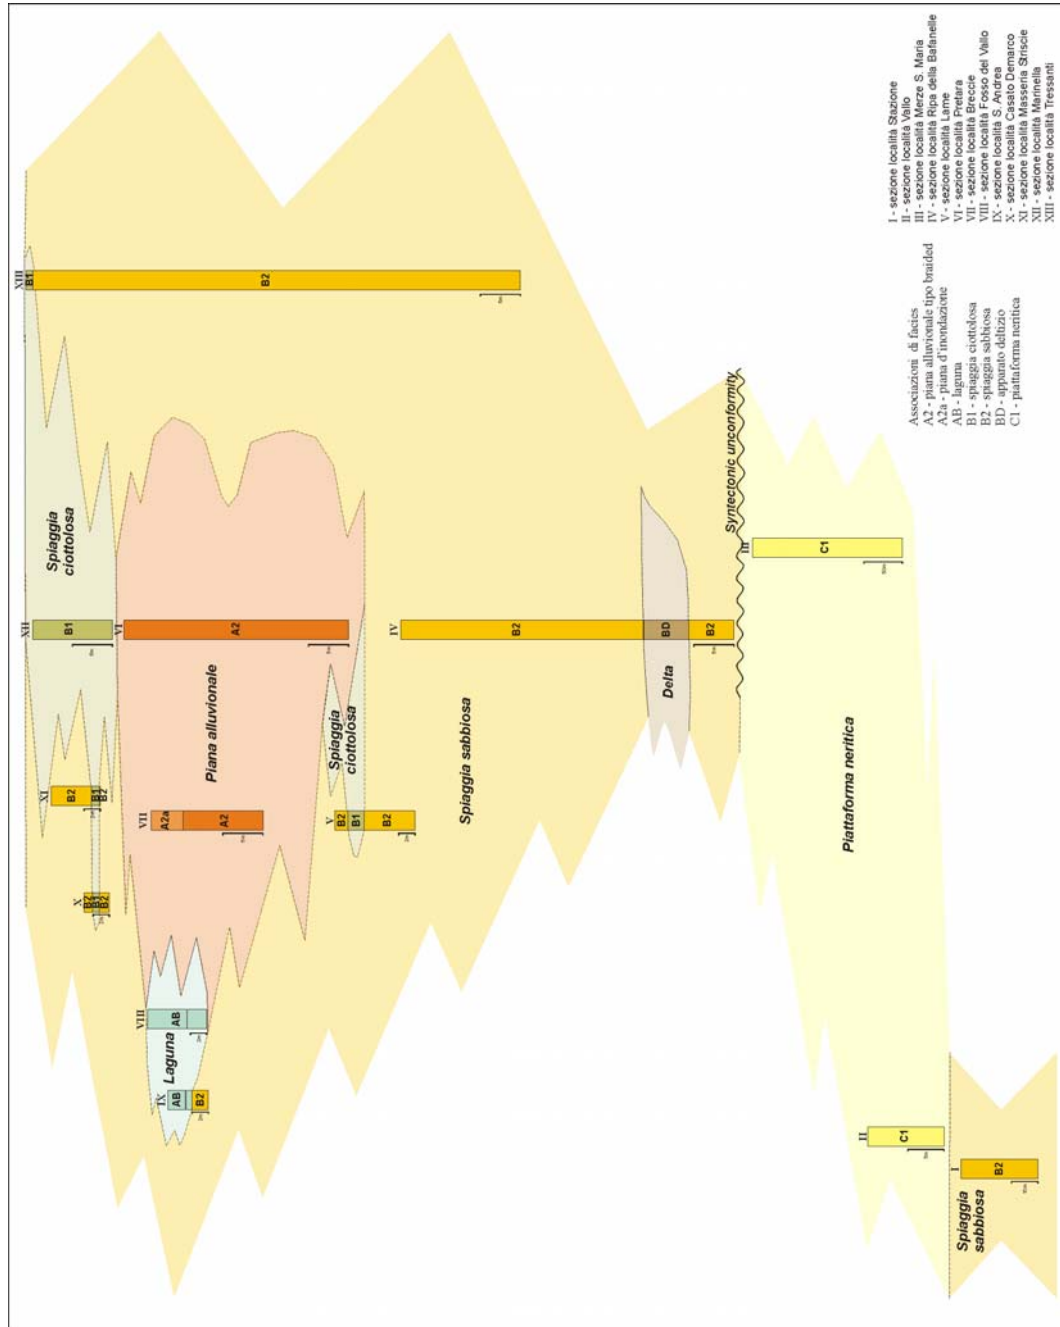 XIII
B1
B2
Spiaggia
ciottolosa
XII
B1
XI
B2
B1
B2
X
B2
B1
B2
VI
A2
Piana alluvionale
VII
A2a
A2
VIII
AB
Laguna
IX
AB
B2
Spiaggia
ciottolosa
V
B2
B1
B2
IV
B2
BD
B2
Spiaggia sabbiosa
Delta
Syntectonic unconformity
III
C1
Piattaforma neritica
II
C1
I
B2
Spiaggia
sabbiosa
Associazioni di facies
A2 - piana alluvionale tipo braided
A2a - piana d'inondazione
AB - laguna
B1 - spiaggia ciottolosa
B2 - spiaggia sabbiosa
BD - apparato deltizio
C1 - piattaforma neritica
I - sezione località Stazione
II - sezione località Vallo
III - sezione località Merze S. Maria
IV - sezione località Ripa della Bafanelle
V - sezione località Lame
VI - sezione località Pretara
VII - sezione località Breccie
VIII - sezione località Fosso del Vallo
IX - sezione località S. Andrea
X - sezione località Casato Demarco
XI - sezione località Masseria Striscie
XII - sezione località Marinella
XIII - sezione località Tressanti